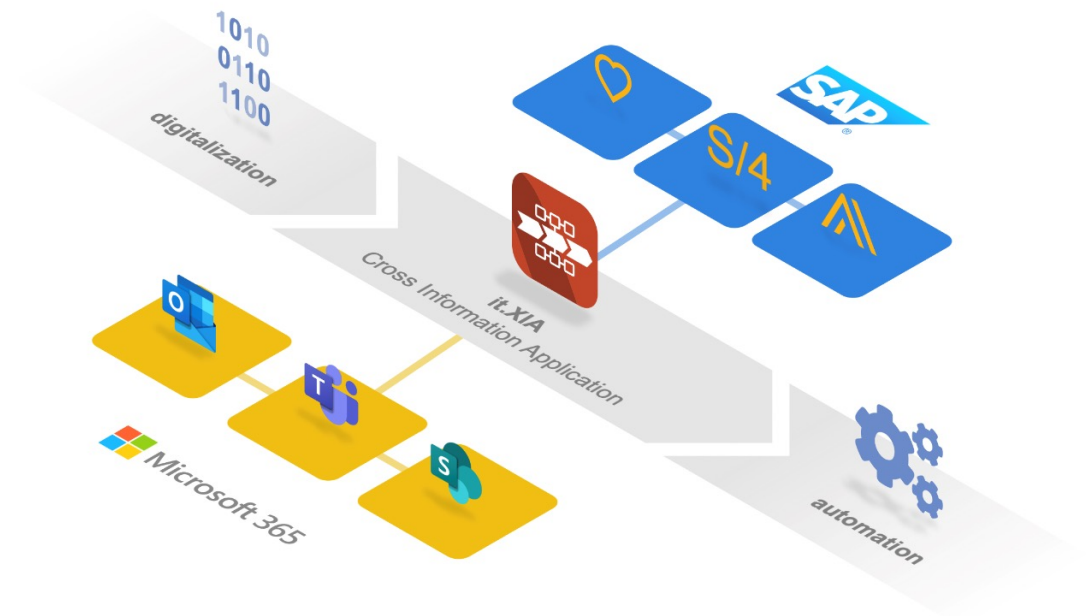 1010
0110
1100
digitalization
SAP
®
S/4
it.XIA
Cross Information Application
O
T
S
Microsoft 365
automation